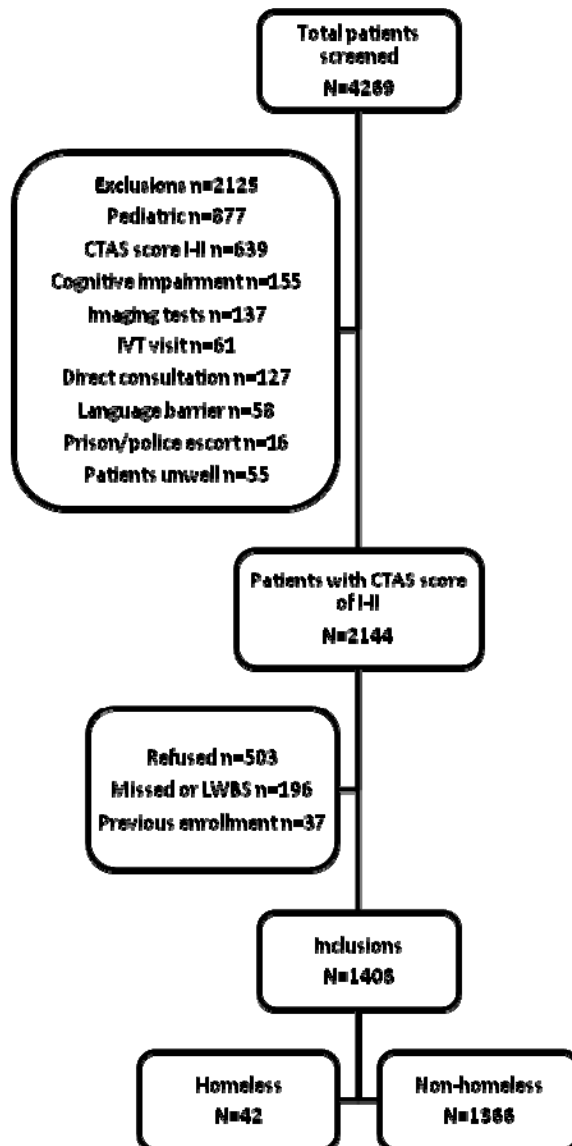 Total patients
screened
N=4269
Exclusions n=2125
Pediatric n=877
CTAS score I-II n=639
Cognitive impairment n=155
Imaging tests n=137
IVT visit n=61
Direct consultation n=127
Language barrier n=58
Prison/police escort n=16
Patients unwell n=55
Patients with CTAS score
of I-II
N=2144
Refused n=503
Missed or LWBS n=196
Previous enrollment n=37
Inclusions
N=1408
Homeless
N=42
Non-homeless
N=1366